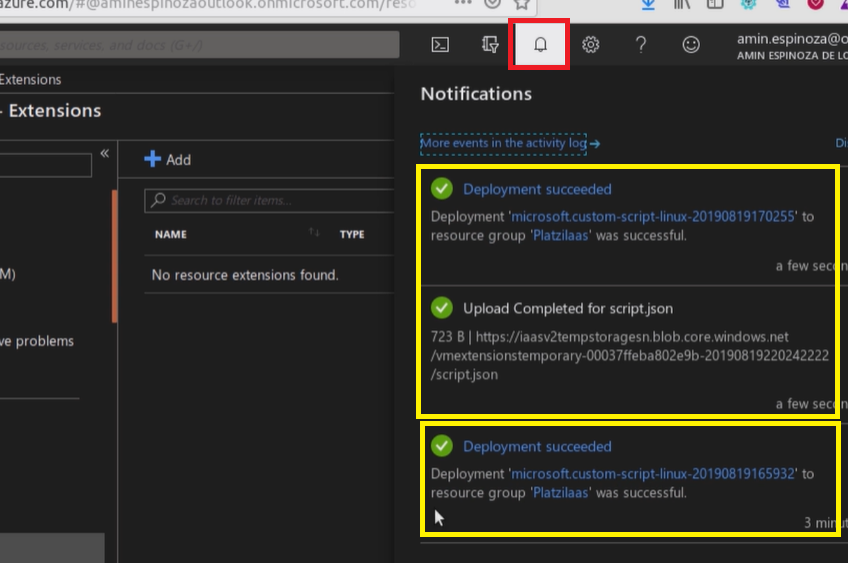 azure.com/#@aminespinozaoutlook.onmicrosoft.com/reso
resources, services, and docs (G+/)
amin.espinoza@o
AMIN ESPINOZA DE LO
Extensions
- Extensions
Add
Search to filter items...
NAME
TYPE
No resource extensions found.
M)
ve problems
Notifications
More events in the activity log
Di
Deployment succeeded
Deployment 'microsoft.custom-script-linux-20190819170255' to
resource group 'PlatziIaas' was successful.
a few secon
Upload Completed for script.json
723 B | https://iaasv2tempstoragesn.blob.core.windows.net
/vmextensionstemporary-00037ffeba802e9b-20190819220242222
/script.json
a few secon
Deployment succeeded
Deployment 'microsoft.custom-script-linux-20190819165932' to
resource group 'PlatziIaas' was successful.
3 minut